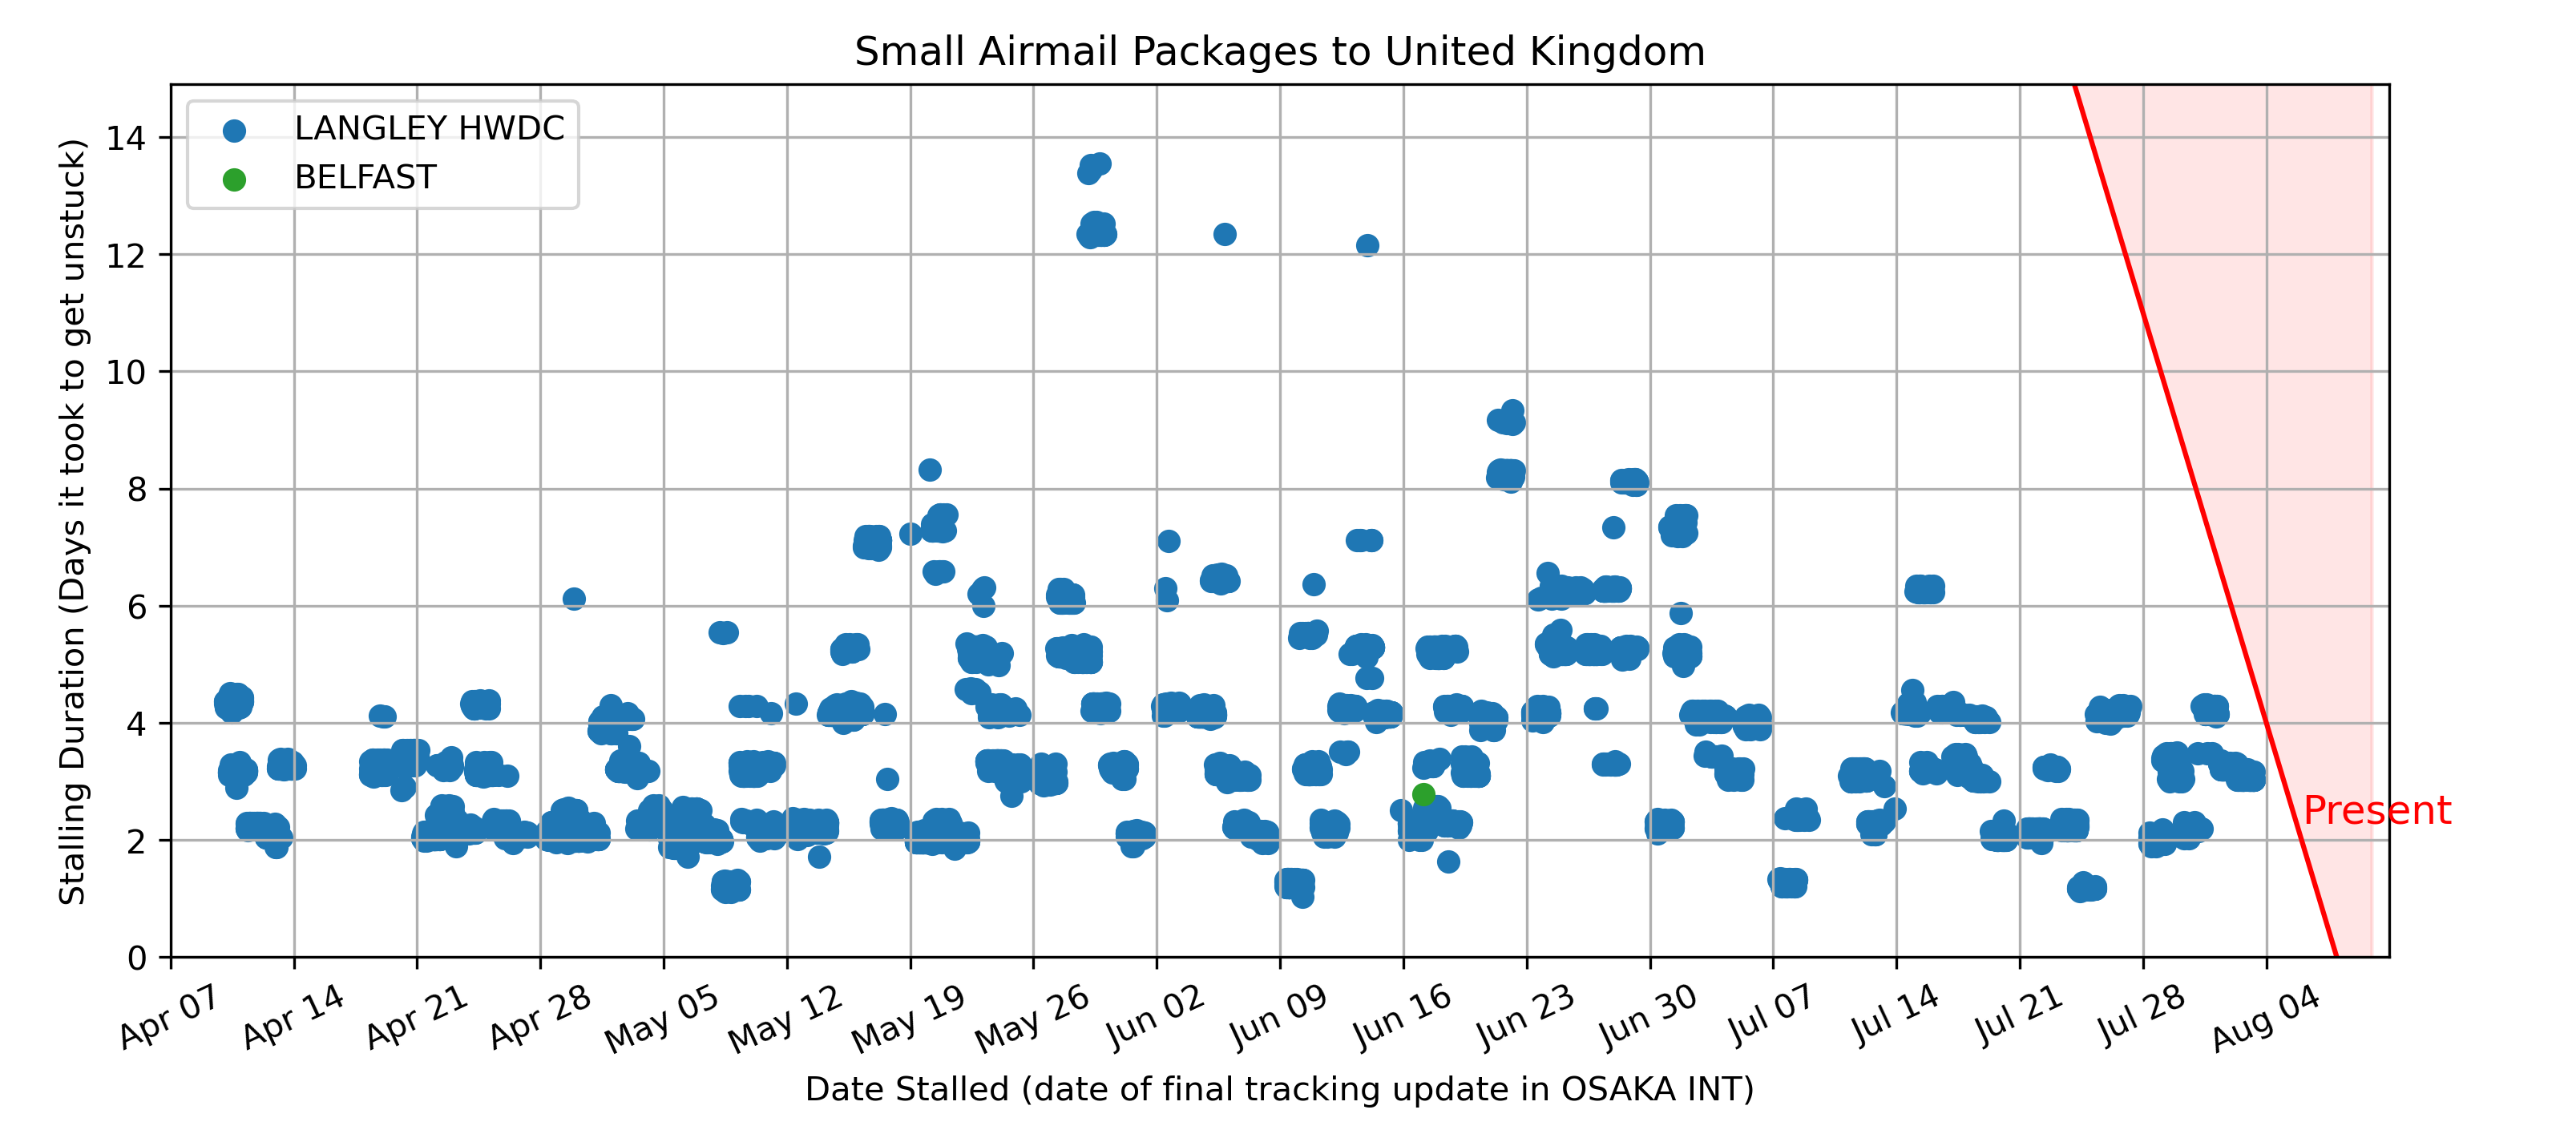 Small Airmail Packages to United Kingdom
LANGLEY HWDC
BELFAST
Stalling Duration (Days it took to get unstuck)
14
12
10
8
6
4
2
0
Present
Apr 07
Apr 14
Apr 21
Apr 28
May 05
May 12
May 19
May 26
Jun 02
Jun 09
Jun 16
Jun 23
Jun 30
Jul 07
Jul 14
Jul 21
Jul 28
Aug 04
Date Stalled (date of final tracking update in OSAKA INT)